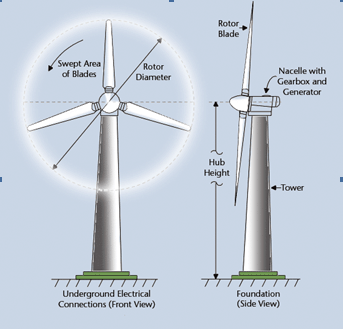 Swept Area
of Blades
Rotor
Diameter
Rotor
Blade
Nacelle with
Gearbox and
Generator
Hub
Height
Tower
Underground Electrical
Connections (Front View)
Foundation
(Side View)